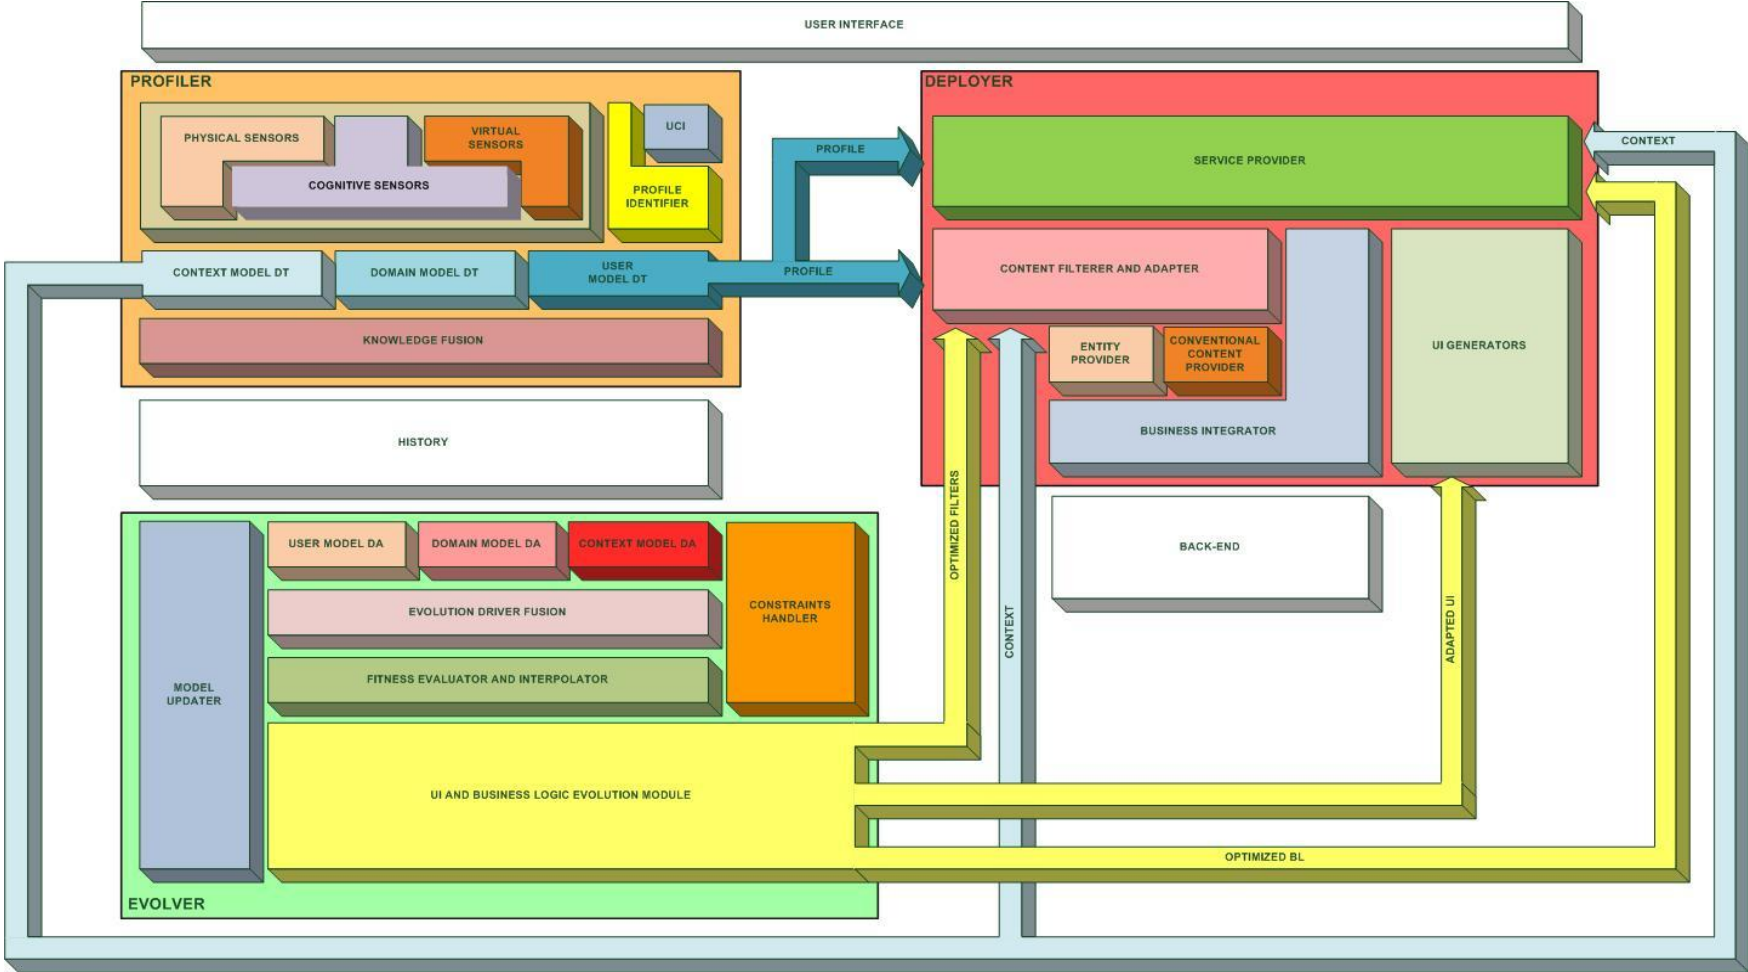 USER INTERFACE
PROFILER
PHYSICAL SENSORS
VIRTUAL
SENSORS
COGNITIVE SENSORS
UCI
PROFILE
IDENTIFIER
CONTEXT MODEL DT
DOMAIN MODEL DT
USER
MODEL DT
KNOWLEDGE FUSION
PROFILE
PROFILE
DEPLOYER
SERVICE PROVIDER
CONTEXT
CONTENT FILTERER AND ADAPTER
ENTITY
PROVIDER
CONVENTIONAL
CONTENT
PROVIDER
BUSINESS INTEGRATOR
UI GENERATORS
HISTORY
BACK-END
OPTIMIZED FILTERS
CONTEXT
ADAPTED UI
USER MODEL DA
DOMAIN MODEL DA
CONTEXT MODEL DA
EVOLUTION DRIVER FUSION
CONSTRAINTS
HANDLER
FITNESS EVALUATOR AND INTERPOLATOR
MODEL
UPDATER
UI AND BUSINESS LOGIC EVOLUTION MODULE
OPTIMIZED BL
EVOLVER